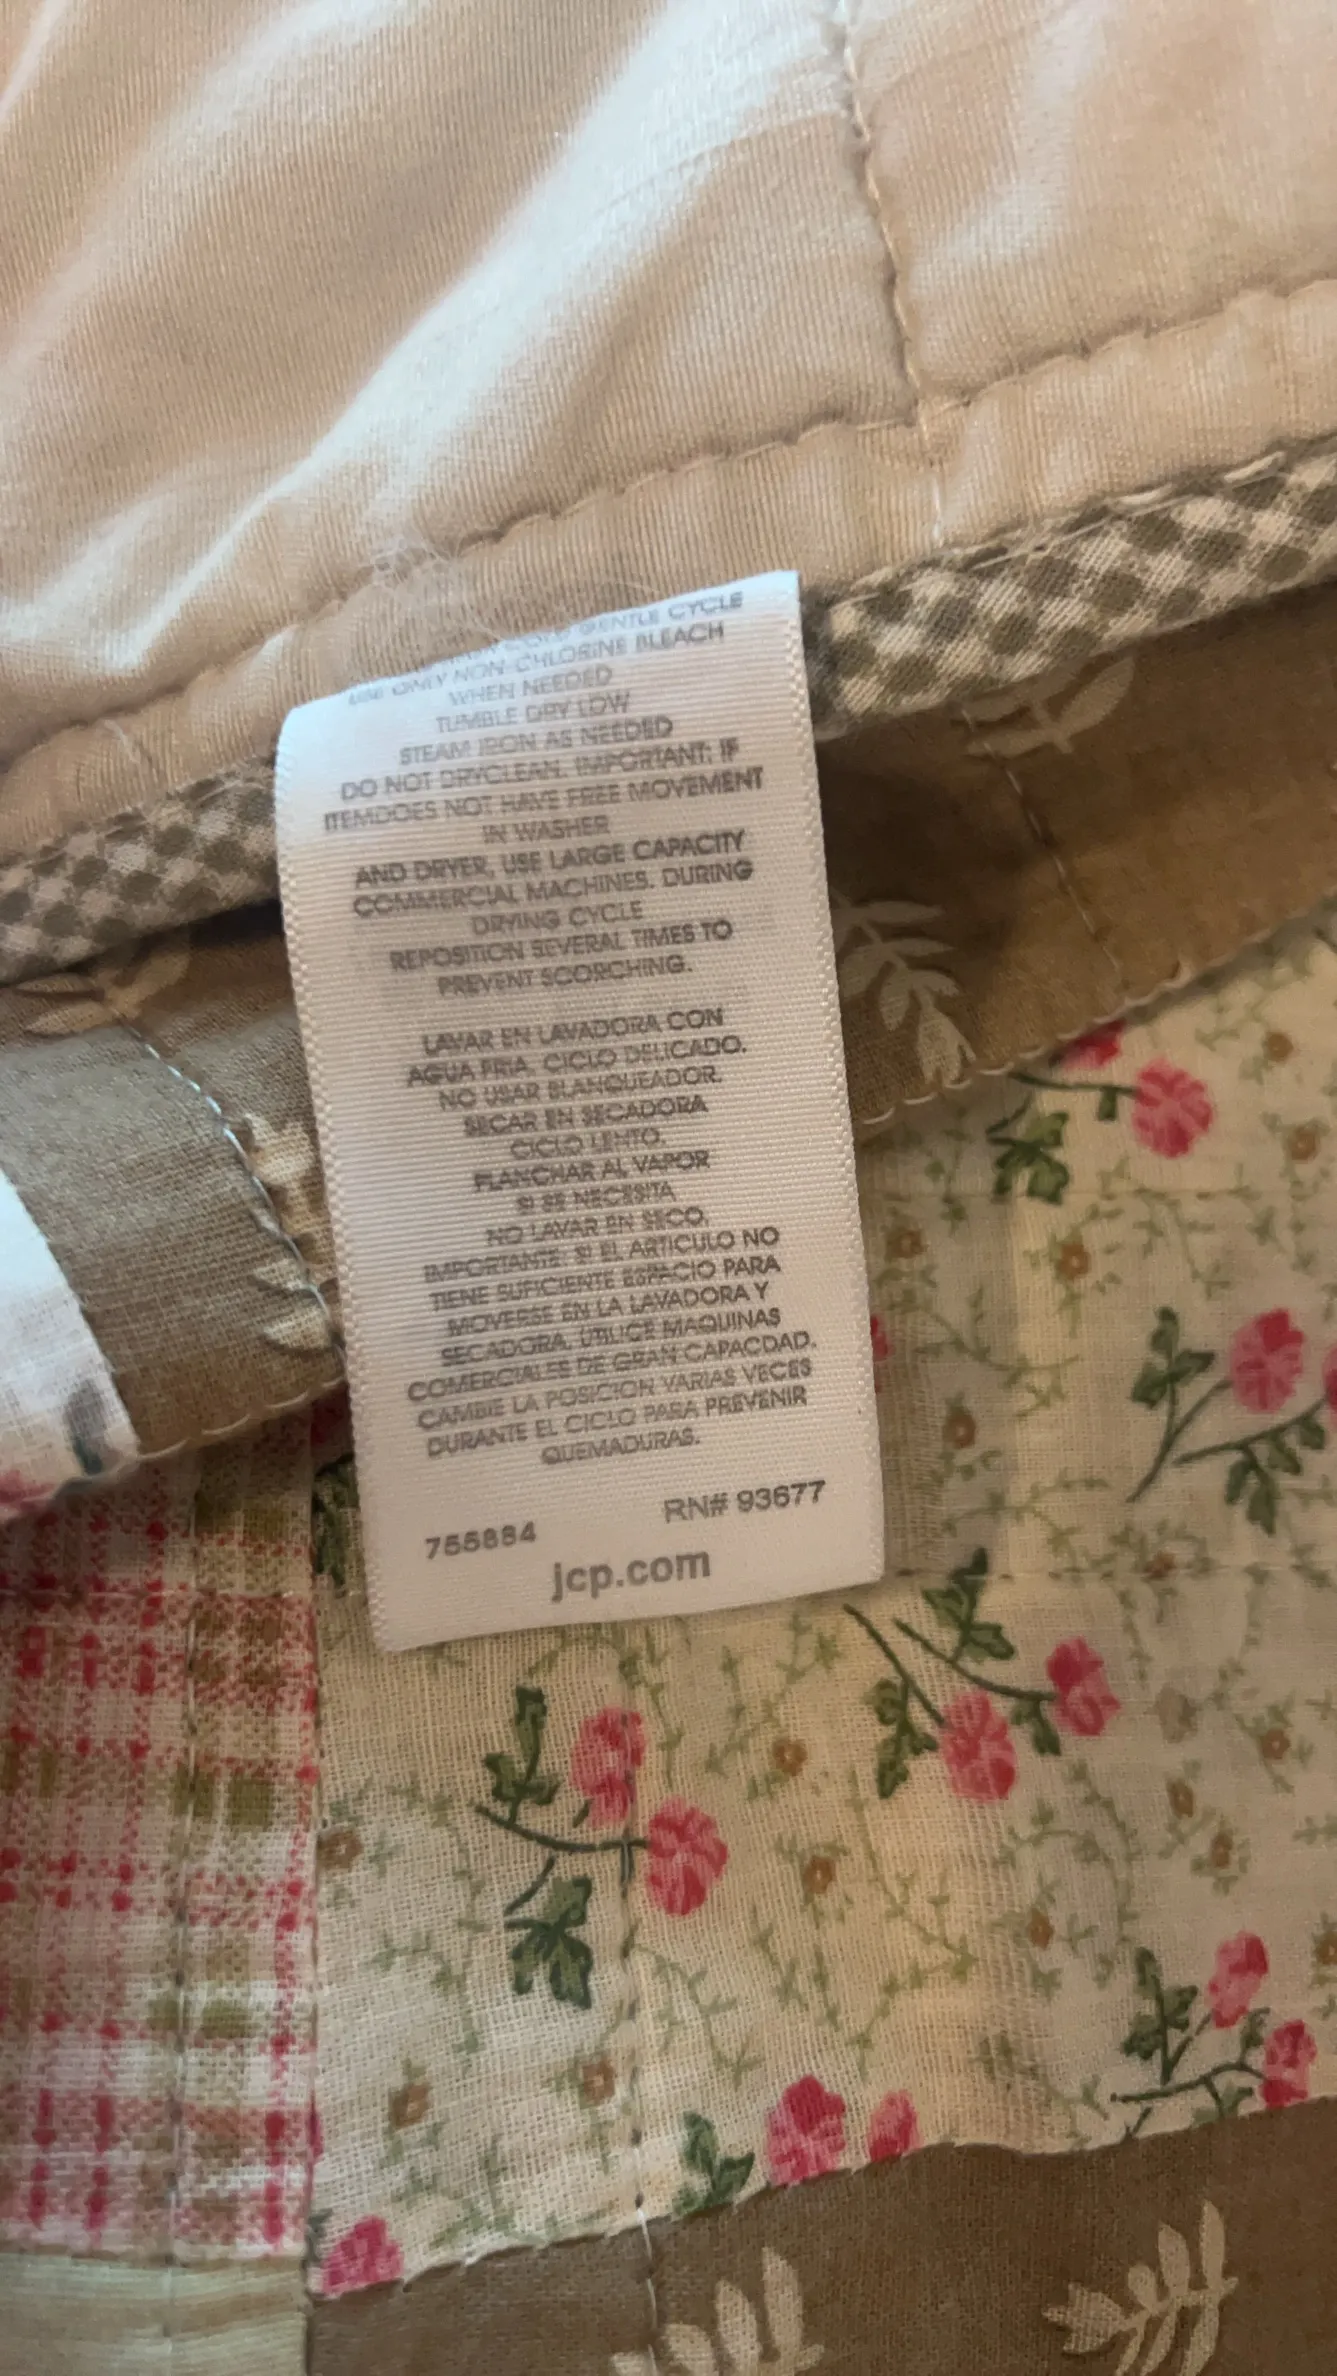 COLD GENTLE CYCLE
USE ONLY NON-CHLORINE BLEACH
WHEN NEEDED
TUMBLE DRY LOW
STEAM IRON AS NEEDED
DO NOT DRYCLEAN. IMPORTANT: IF
ITEMDOES NOT HAVE FREE MOVEMENT
IN WASHER
AND DRYER, USE LARGE CAPACITY
COMMERCIAL MACHINES. DURING
DRYING CYCLE
REPOSITION SEVERAL TIMES TO
PREVENT SCORCHING.
LAVAR EN LAVADORA CON
AGUA FRIA. CICLO DELICADO.
NO USAR BLANQUEADOR.
SECAR EN SECADORA
CICLO LENTO.
PLANCHAR AL VAPOR
SI SE NECESITA
NO LAVAR EN SECO.
IMPORTANTE: SI EL ARTICULO NO
TIENE SUFICIENTE ESPACIO PARA
MOVERSE EN LA LAVADORA Y
SECADORA, UTILICE MAQUINAS
COMERCIALES DE GRAN CAPACDAD.
CAMBIE LA POSICION VARIAS VECES
DURANTE EL CICLO PARA PREVENIR
QUEMADURAS.
755884 RN# 93677
jcp.com